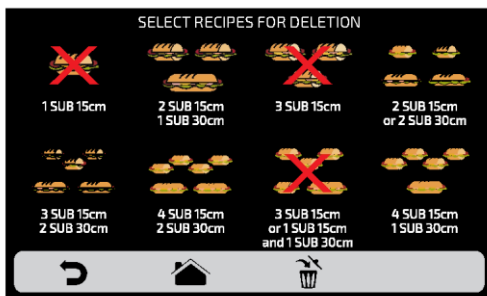 SELECT RECIPES FOR DELETION
1 SUB 15cm
2 SUB 15cm
1 SUB 30cm
3 SUB 15cm
2 SUB 15cm
or 2 SUB 30cm
3 SUB 15cm
2 SUB 30cm
4 SUB 15cm
2 SUB 30cm
3 SUB 15cm
or 1 SUB 15cm
and 1 SUB 30cm
4 SUB 15cm
1 SUB 30cm